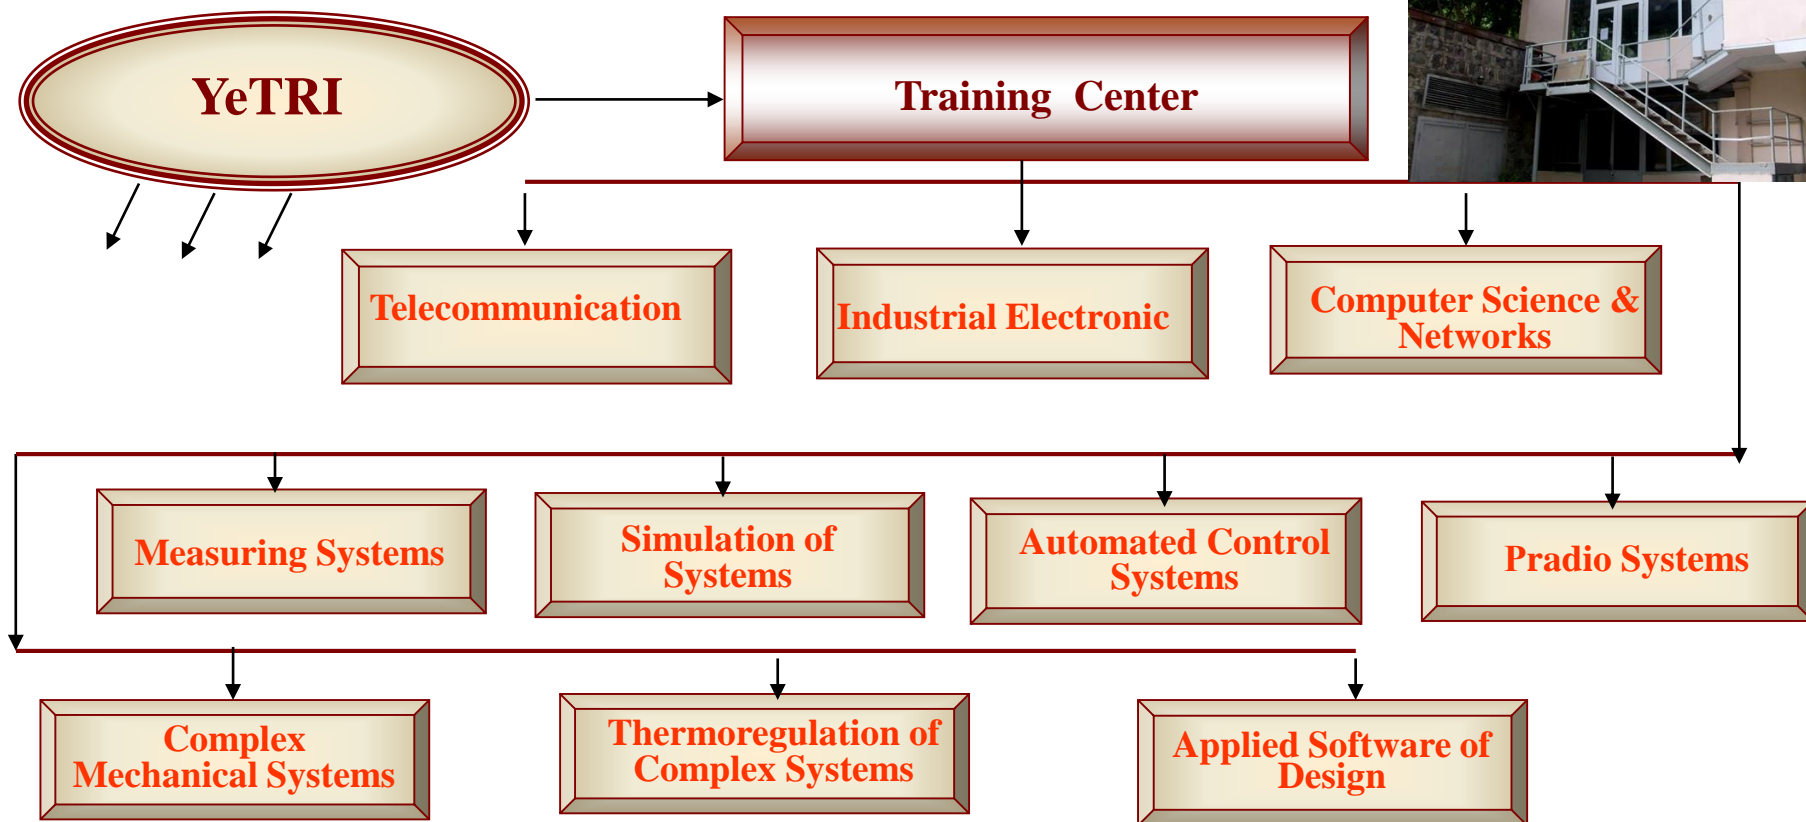 YeTRI
Training Center
Telecommunication
Industrial Electronic
Computer Science &
Networks
Measuring Systems
Simulation of
Systems
Automated Control
Systems
Pradio Systems
Complex
Mechanical Systems
Thermoregulation of
Complex Systems
Applied Software of
Design